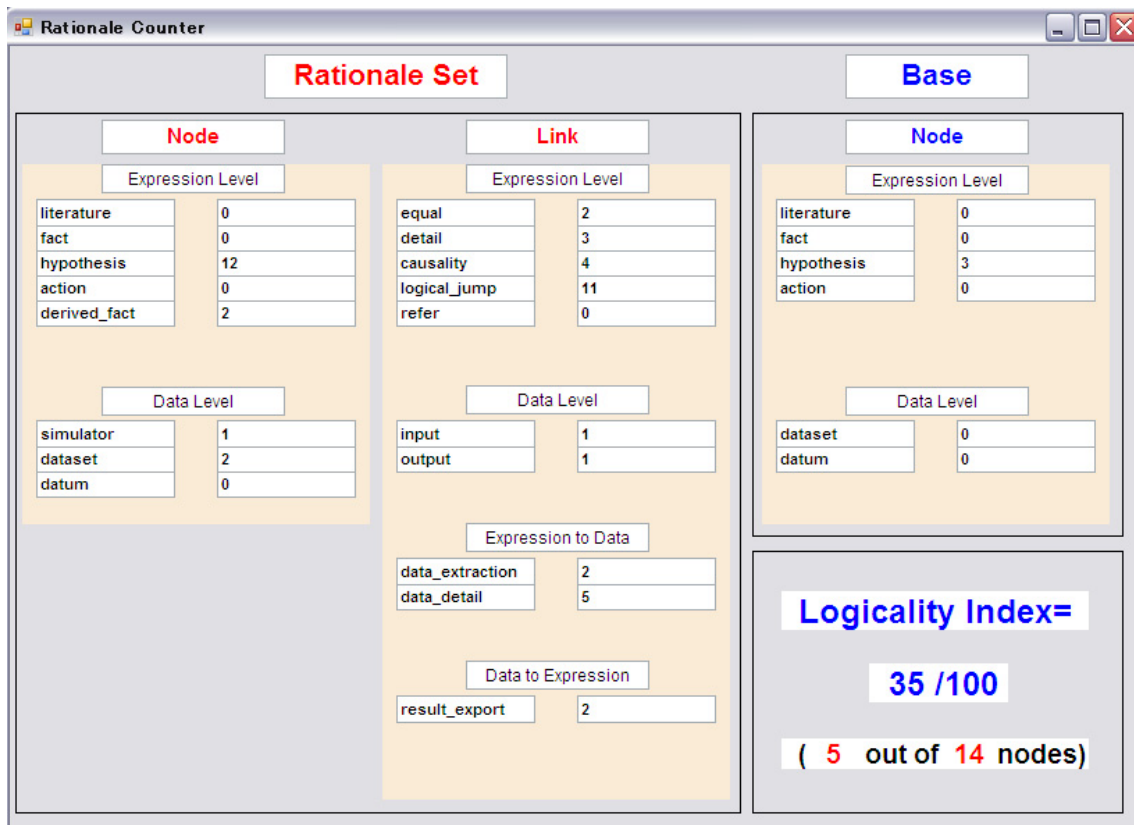 Rationale Counter
Rationale Set
Base
Node
Link
Node
Expression Level
literature 0
fact 0
hypothesis 12
action 0
derived_fact 2
Data Level
simulator 1
dataset 2
datum 0
Expression Level
equal 2
detail 3
causality 4
logical_jump 11
refer 0
Data Level
input 1
output 1
Expression to Data
data_extraction 2
data_detail 5
Data to Expression
result_export 2
Expression Level
literature 0
fact 0
hypothesis 3
action 0
Data Level
dataset 0
datum 0
Logicality Index=
35 /100
( 5 out of 14 nodes)